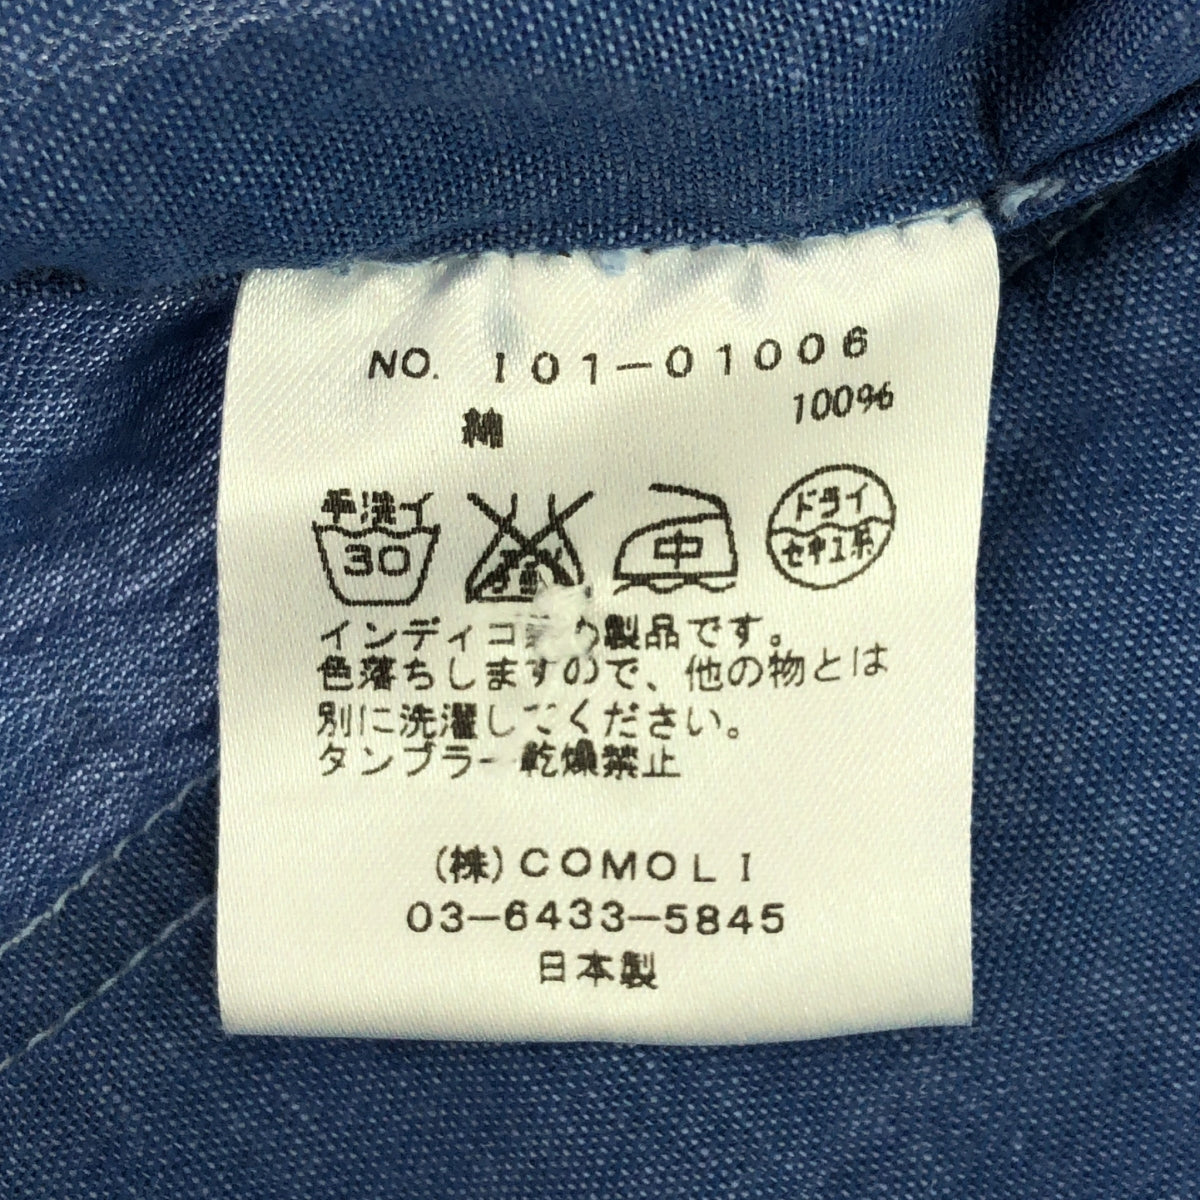 NO. I01-01006
綿 100%
手洗イ ドライ
30 中 セキユ系
インディゴ の製品です。
色落ちしますので、他の物とは
別に洗濯してください。
タンブラー乾燥禁止
(株)COMOLI
03-6433-5845
日本製